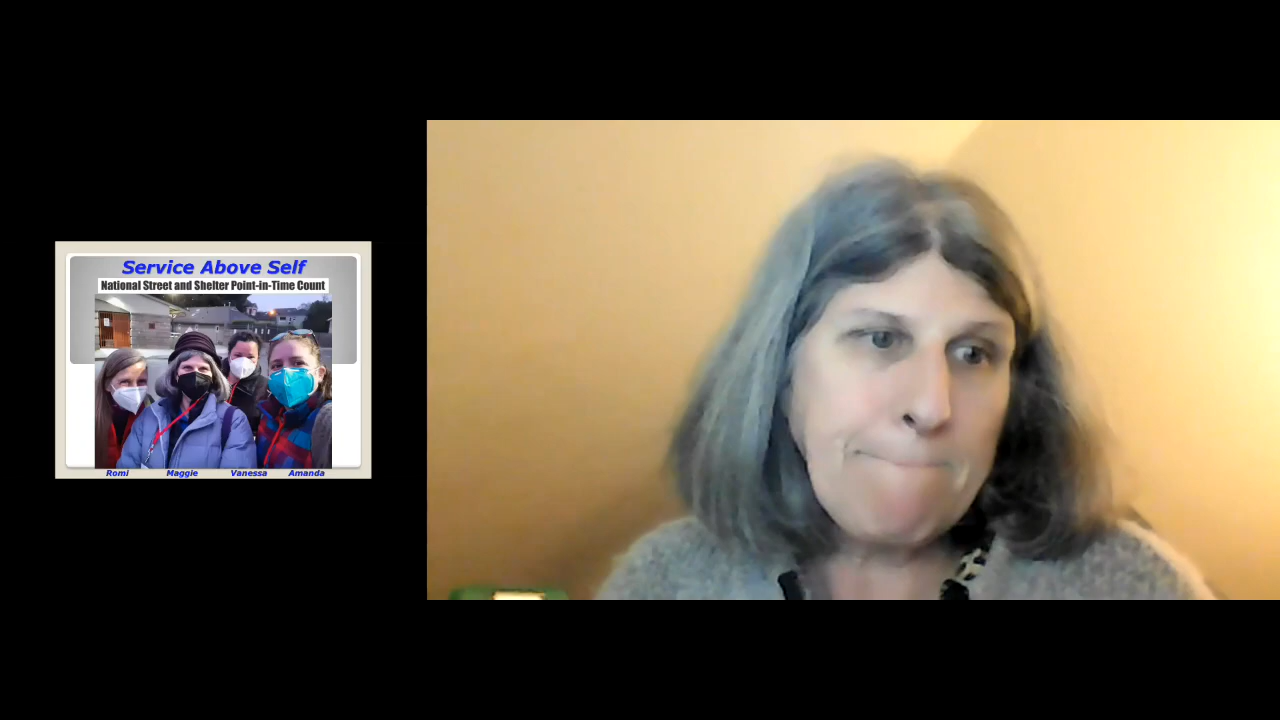 Service Above Self
National Street and Shelter Point-in-Time Count
Romi Maggie Vanessa Amanda